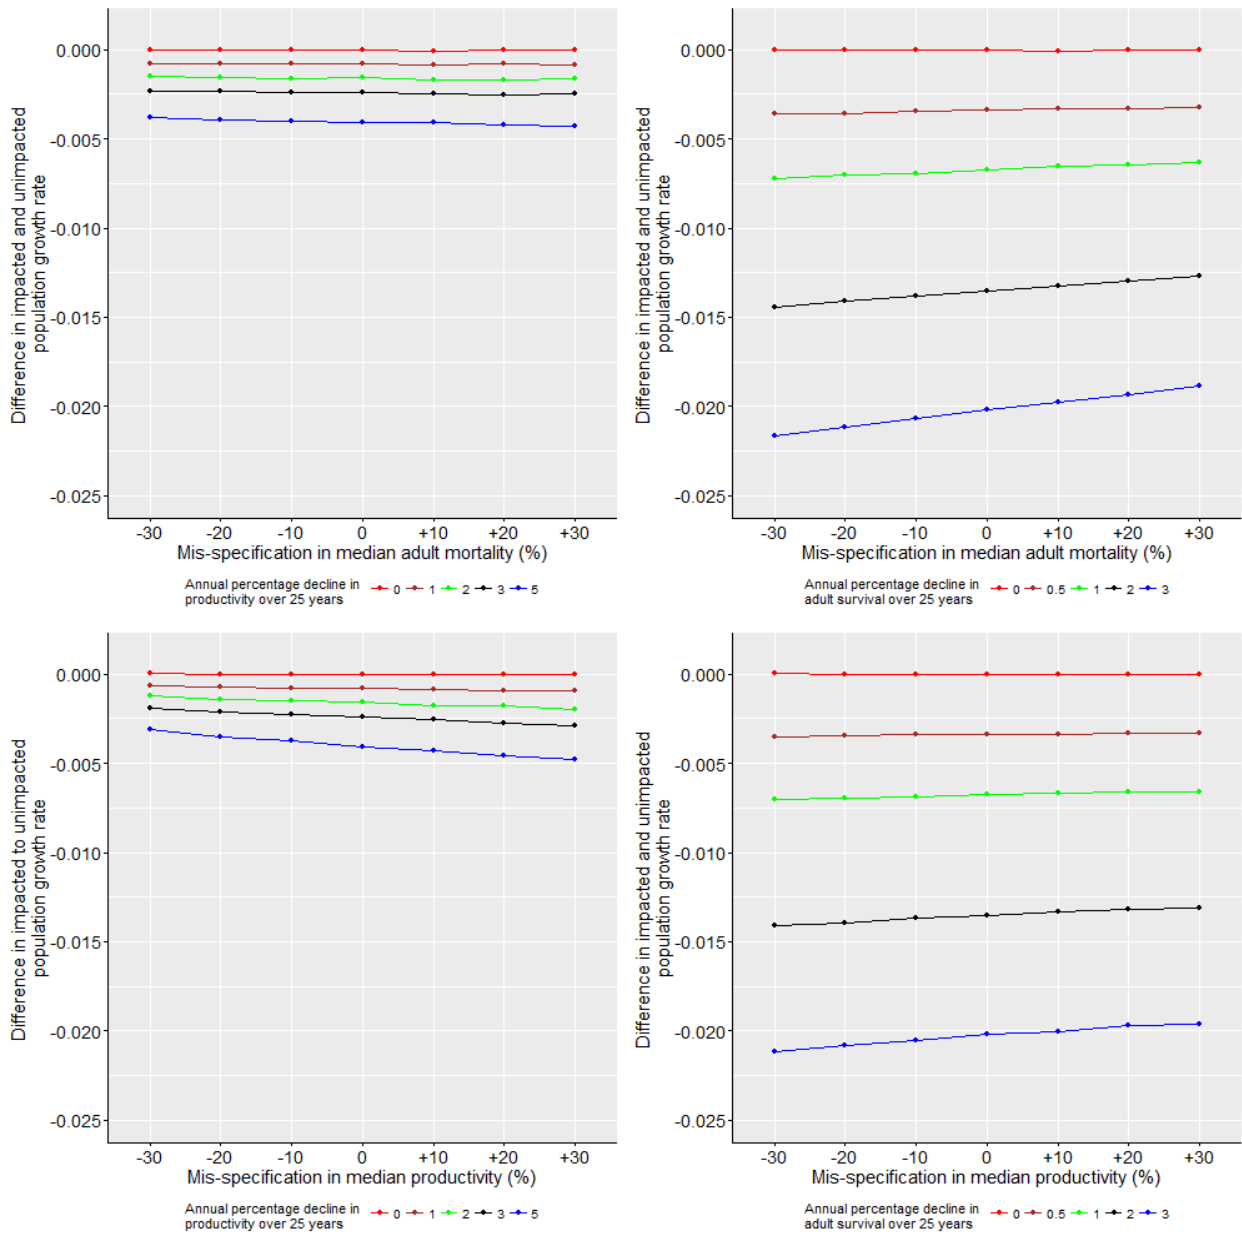 Difference in impacted and unimpacted
population growth rate
0.000
-0.005
-0.010
-0.015
-0.020
-0.025
-30 -20 -10 0 +10 +20 +30
Mis-specification in median adult mortality (%)
Annual percentage decline in
productivity over 25 years 0 1 2 3 5
Difference in impacted and unimpacted
population growth rate
0.000
-0.005
-0.010
-0.015
-0.020
-0.025
-30 -20 -10 0 +10 +20 +30
Mis-specification in median adult mortality (%)
Annual percentage decline in
adult survival over 25 years 0 0.5 1 2 3
Difference in impacted to unimpacted
population growth rate
0.000
-0.005
-0.010
-0.015
-0.020
-0.025
-30 -20 -10 0 +10 +20 +30
Mis-specification in median productivity (%)
Annual percentage decline in
productivity over 25 years 0 1 2 3 5
Difference in impacted and unimpacted
population growth rate
0.000
-0.005
-0.010
-0.015
-0.020
-0.025
-30 -20 -10 0 +10 +20 +30
Mis-specification in median productivity (%)
Annual percentage decline in
adult survival over 25 years 0 0.5 1 2 3